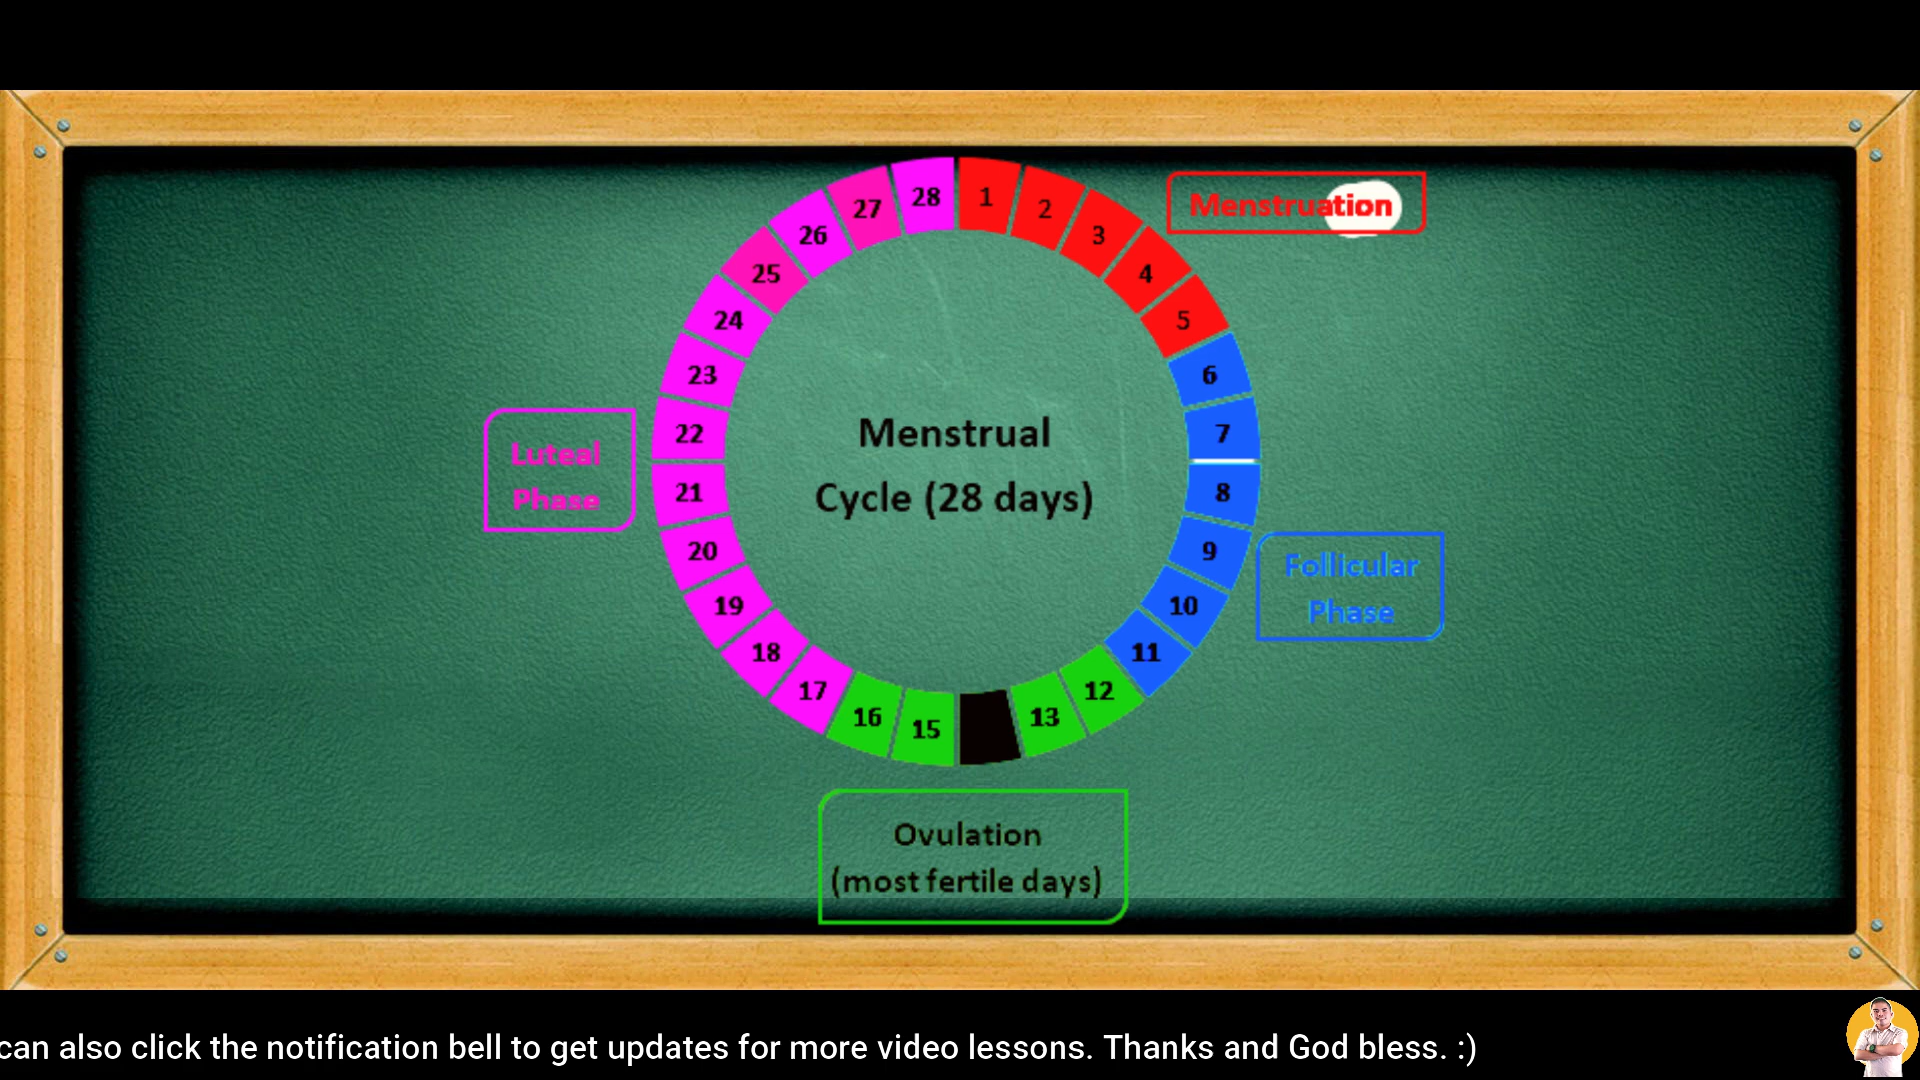 28
1
2
3
4
5
6
7
8
9
10
11
12
13
15
16
17
18
19
20
21
22
23
24
25
26
27
Menstruation
Menstrual
Cycle (28 days)
Luteal
Phase
Follicular
Phase
Ovulation
(most fertile days)
can also click the notification bell to get updates for more video lessons. Thanks and God bless. :)